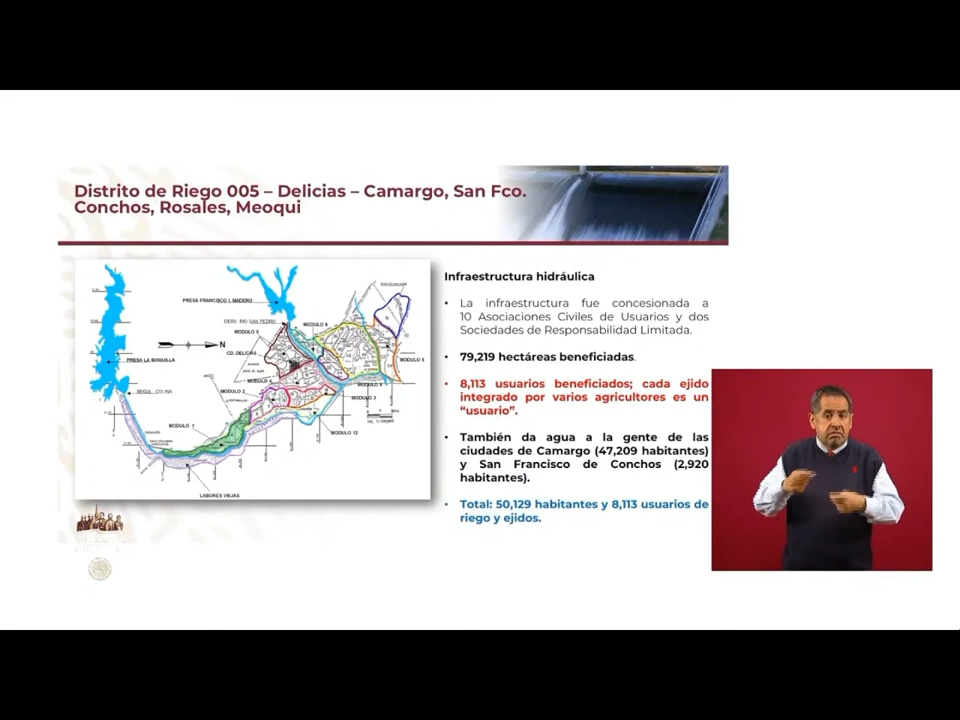 Distrito de Riego 005 – Delicias – Camargo, San Fco.
Conchos, Rosales, Meoqui
PRESA FRANCISCO I. MADERO
MODULO 6
MODULO 5
CD. DELICIAS
MODULO 4
N
PRESA LA BOQUILLA
MODULO 2
MODULO 3
MODULO 1
MODULO 12
LABORES VIEJAS
Infraestructura hidráulica
• La infraestructura fue concesionada a
10 Asociaciones Civiles de Usuarios y dos
Sociedades de Responsabilidad Limitada.
• 79,219 hectáreas beneficiadas.
• 8,113 usuarios beneficiados; cada ejido
integrado por varios agricultores es un
“usuario”.
• También da agua a la gente de las
ciudades de Camargo (47,209 habitantes)
y San Francisco de Conchos (2,920
habitantes).
• Total: 50,129 habitantes y 8,113 usuarios de
riego y ejidos.